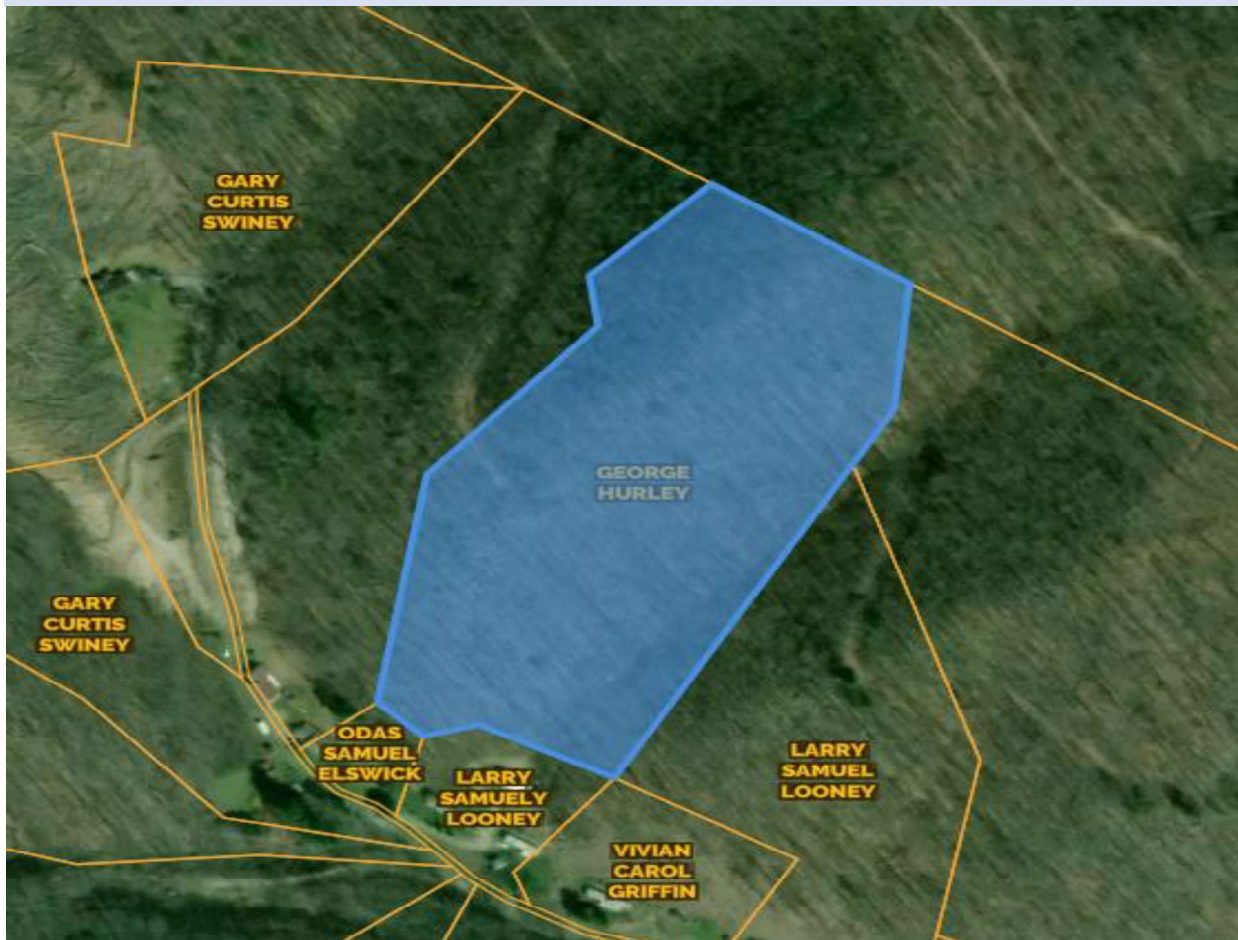 GARY
CURTIS
SWINEY
GEORGE
HURLEY
GARY
CURTIS
SWINEY
ODAS
SAMUEL
ELSWICK
LARRY
SAMUELY
LOONEY
LARRY
SAMUEL
LOONEY
VIVIAN
CAROL
GRIFFIN